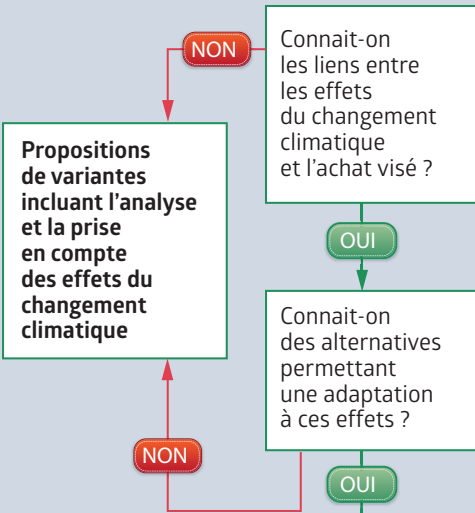 NON
Connait-on
les liens entre
les effets
du changement
climatique
et l'achat visé ?
Propositions
de variantes
incluant l'analyse
et la prise
en compte
des effets du
changement
climatique
OUI
Connait-on
des alternatives
permettant
une adaptation
à ces effets ?
NON
OUI